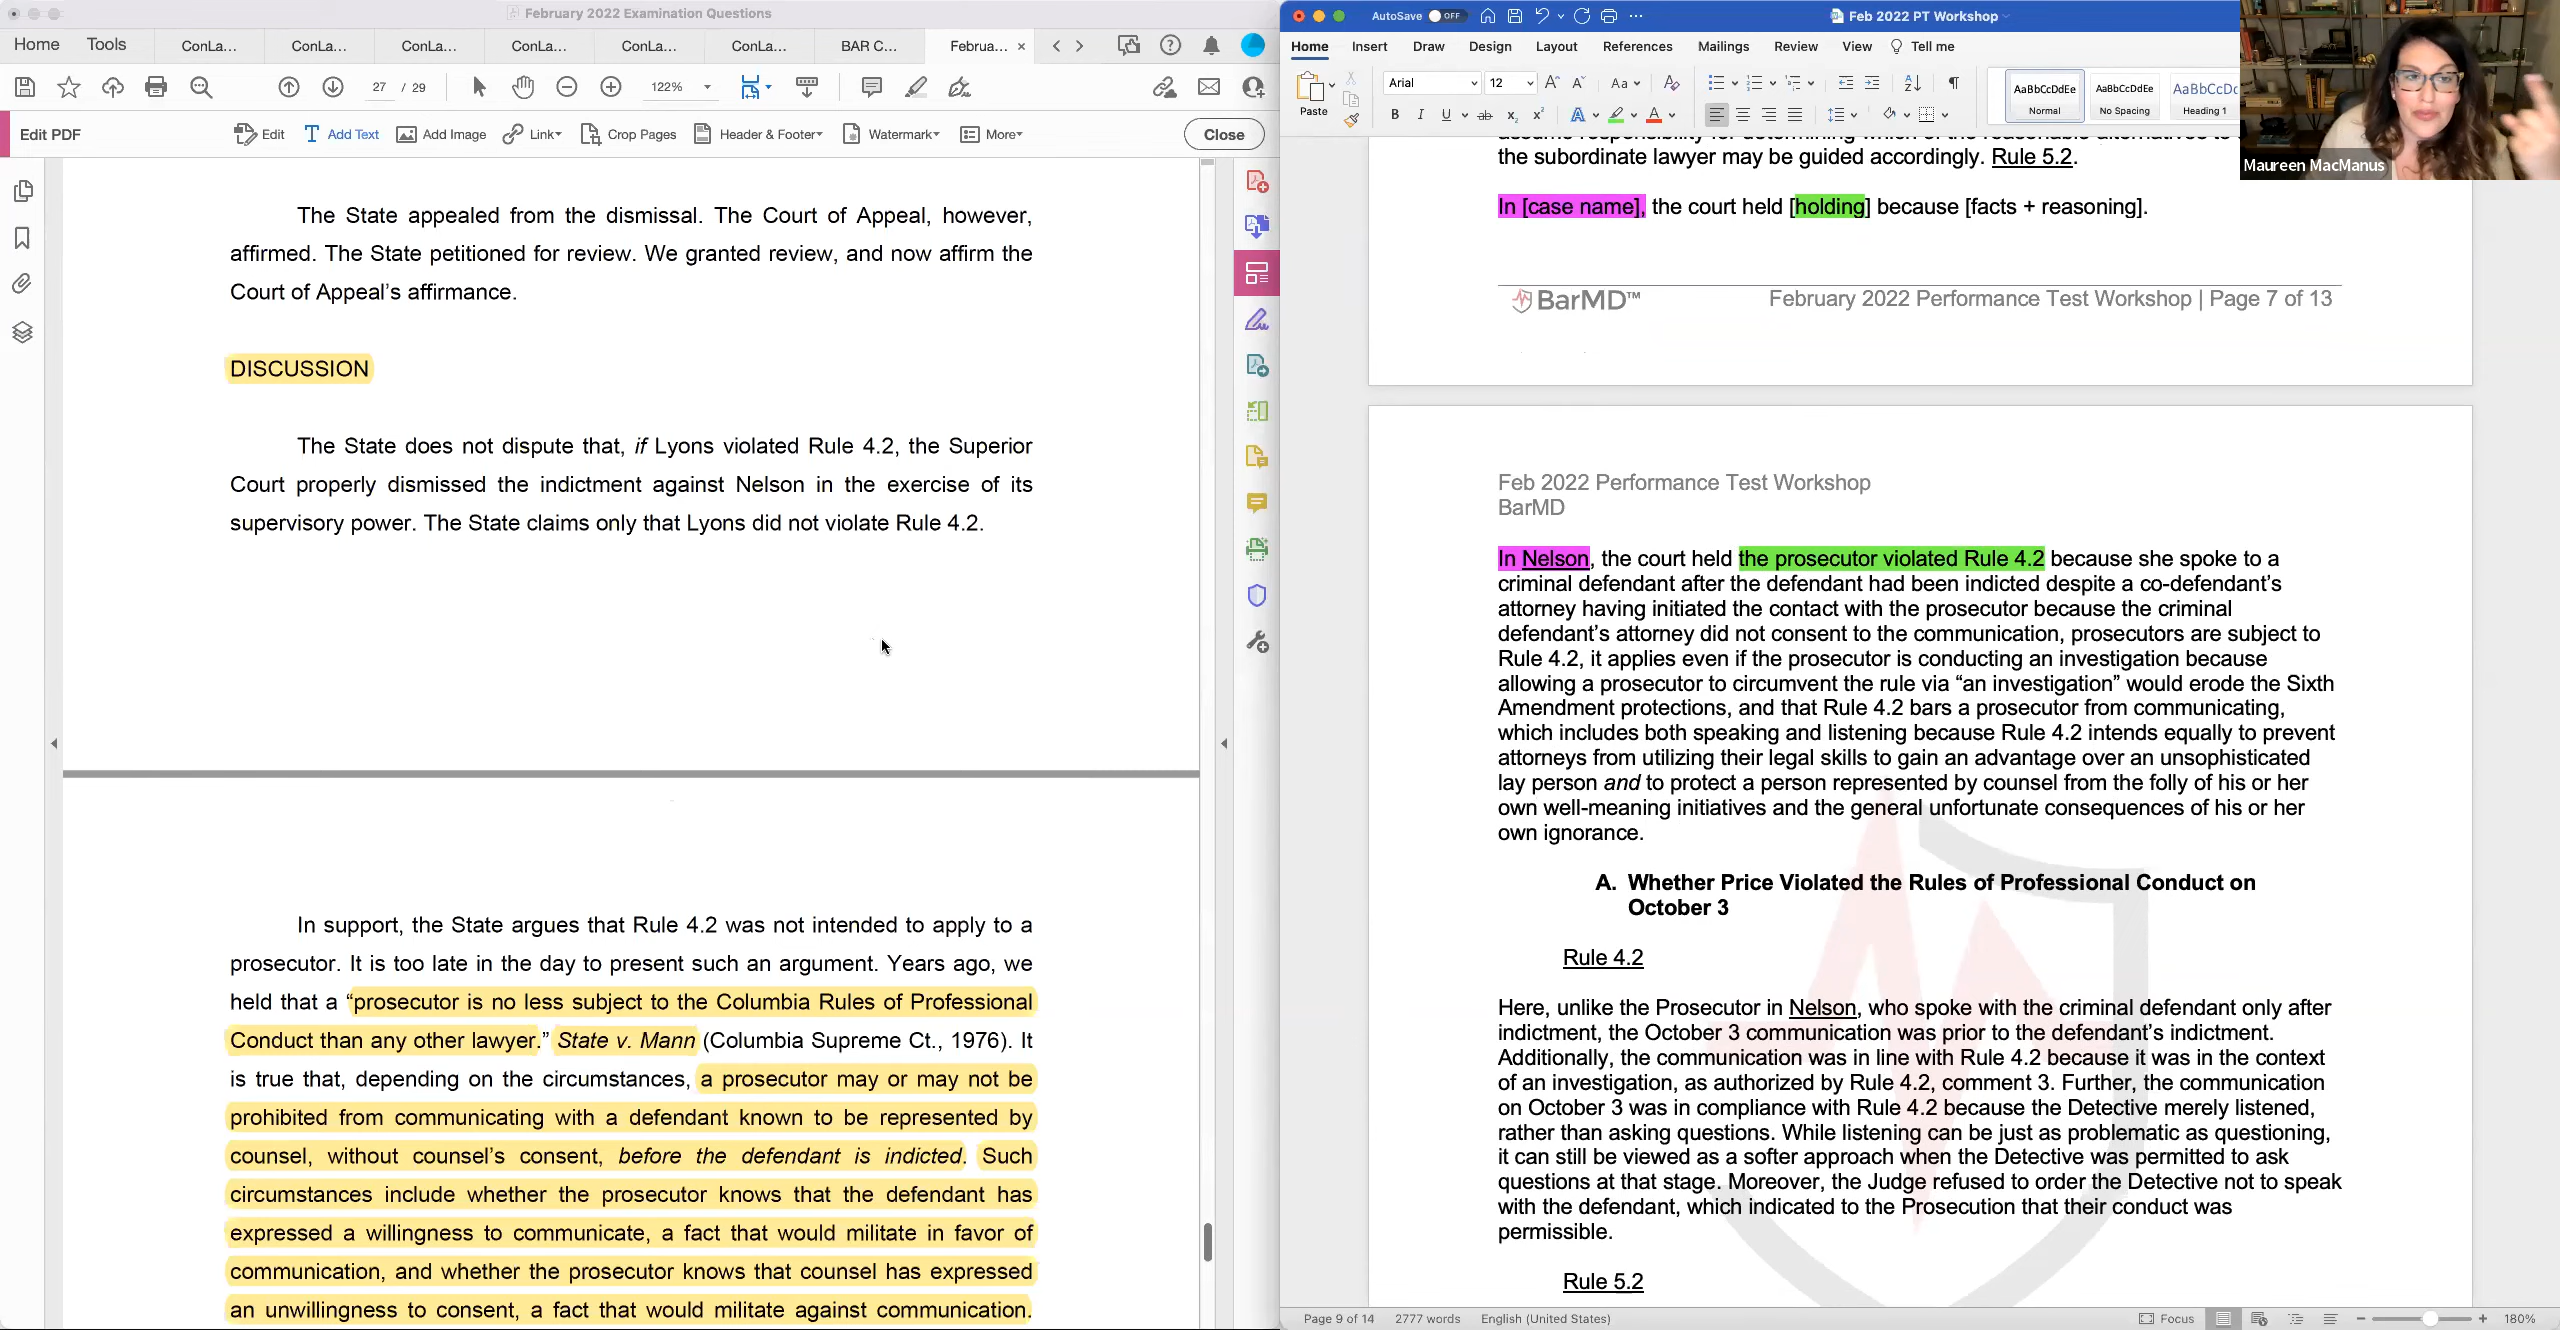 February 2022 Examination Questions
Home Tools ConLa... ConLa... ConLa... ConLa... ConLa... ConLa... BAR C... Februa... ×
27 / 29 122%
Edit PDF Edit Add Text Add Image Link Crop Pages Header & Footer Watermark More Close
The State appealed from the dismissal. The Court of Appeal, however,
affirmed. The State petitioned for review. We granted review, and now affirm the
Court of Appeal's affirmance.
DISCUSSION
The State does not dispute that, if Lyons violated Rule 4.2, the Superior
Court properly dismissed the indictment against Nelson in the exercise of its
supervisory power. The State claims only that Lyons did not violate Rule 4.2.
In support, the State argues that Rule 4.2 was not intended to apply to a
prosecutor. It is too late in the day to present such an argument. Years ago, we
held that a “prosecutor is no less subject to the Columbia Rules of Professional
Conduct than any other lawyer.” State v. Mann (Columbia Supreme Ct., 1976). It
is true that, depending on the circumstances, a prosecutor may or may not be
prohibited from communicating with a defendant known to be represented by
counsel, without counsel's consent, before the defendant is indicted. Such
circumstances include whether the prosecutor knows that the defendant has
expressed a willingness to communicate, a fact that would militate in favor of
communication, and whether the prosecutor knows that counsel has expressed
an unwillingness to consent, a fact that would militate against communication.
AutoSave OFF Feb 2022 PT Workshop
Home Insert Draw Design Layout References Mailings Review View Tell me
Paste Arial 12 Aa AaBbCcDdEe AaBbCcDdEe AaBbCcDc
Normal No Spacing Heading 1
Maureen MacManus
the subordinate lawyer may be guided accordingly. Rule 5.2.
In [case name], the court held [holding] because [facts + reasoning].
BarMD™ February 2022 Performance Test Workshop | Page 7 of 13
Feb 2022 Performance Test Workshop
BarMD
In Nelson, the court held the prosecutor violated Rule 4.2 because she spoke to a
criminal defendant after the defendant had been indicted despite a co-defendant's
attorney having initiated the contact with the prosecutor because the criminal
defendant's attorney did not consent to the communication, prosecutors are subject to
Rule 4.2, it applies even if the prosecutor is conducting an investigation because
allowing a prosecutor to circumvent the rule via “an investigation” would erode the Sixth
Amendment protections, and that Rule 4.2 bars a prosecutor from communicating,
which includes both speaking and listening because Rule 4.2 intends equally to prevent
attorneys from utilizing their legal skills to gain an advantage over an unsophisticated
lay person and to protect a person represented by counsel from the folly of his or her
own well-meaning initiatives and the general unfortunate consequences of his or her
own ignorance.
A. Whether Price Violated the Rules of Professional Conduct on
October 3
Rule 4.2
Here, unlike the Prosecutor in Nelson, who spoke with the criminal defendant only after
indictment, the October 3 communication was prior to the defendant's indictment.
Additionally, the communication was in line with Rule 4.2 because it was in the context
of an investigation, as authorized by Rule 4.2, comment 3. Further, the communication
on October 3 was in compliance with Rule 4.2 because the Detective merely listened,
rather than asking questions. While listening can be just as problematic as questioning,
it can still be viewed as a softer approach when the Detective was permitted to ask
questions at that stage. Moreover, the Judge refused to order the Detective not to speak
with the defendant, which indicated to the Prosecution that their conduct was
permissible.
Rule 5.2
Page 9 of 14 2777 words English (United States) Focus 180%